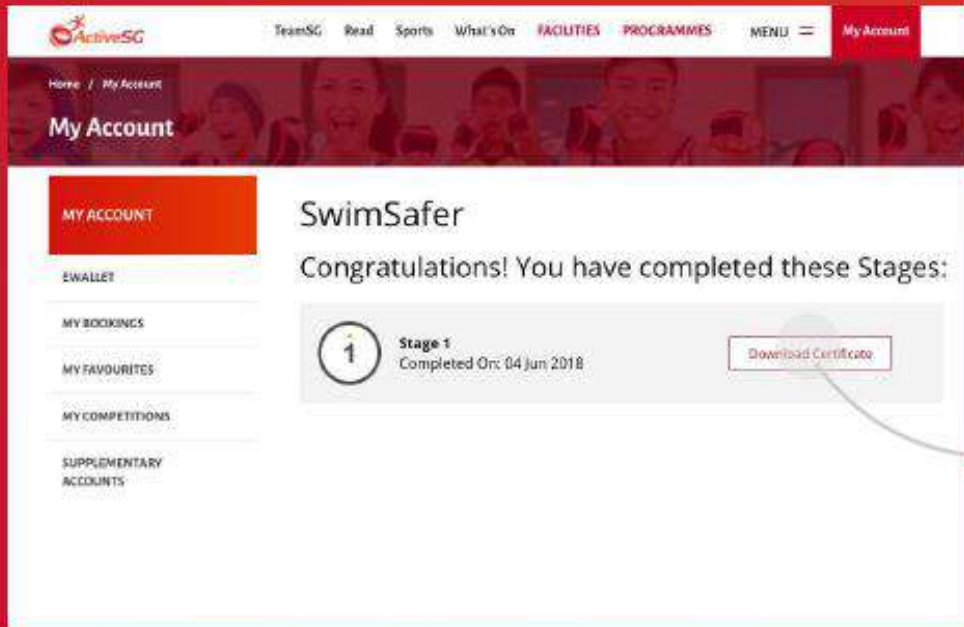 ActiveSG
TeamSG Read Sports What's On FACILITIES PROGRAMMES MENU My Account
Home / My Account
My Account
MY ACCOUNT
EWALLET
MY BOOKINGS
MY FAVOURITES
MY COMPETITIONS
SUPPLEMENTARY
ACCOUNTS
SwimSafer
Congratulations! You have completed these Stages:
1
Stage 1
Completed On: 04 Jun 2018
Download Certificate